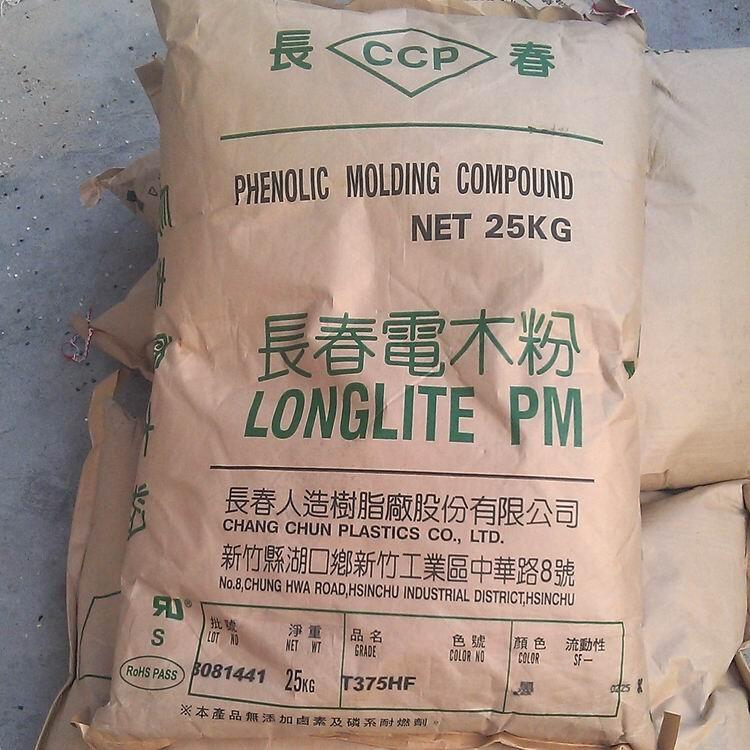 長 CCP 春
PHENOLIC MOLDING COMPOUND
NET 25KG
長春電木粉
LONGLITE PM
長春人造樹脂廠股份有限公司
CHANG CHUN PLASTICS CO., LTD.
新竹縣湖口鄉新竹工業區中華路8號
No.8,CHUNG HWA ROAD,HSINCHU INDUSTRIAL DISTRICT,HSINCHU
S
RoHS PASS
批號 淨重 品名 色號 顏色 流動性
LOT NO NET WT GRADE COLOR NO COLOR SF—
3081441 25KG T375HF 黑 0225 K
※本產品無添加鹵素及磷系耐燃劑。